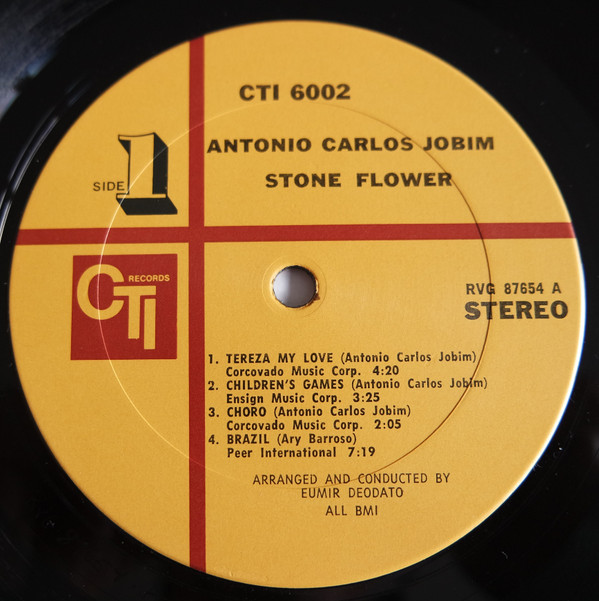 CTI 6002
ANTONIO CARLOS JOBIM
STONE FLOWER
SIDE 1
CTI RECORDS
RVG 87654 A
STEREO
1. TEREZA MY LOVE (Antonio Carlos Jobim)
Corcovado Music Corp. 4:20
2. CHILDREN'S GAMES (Antonio Carlos Jobim)
Ensign Music Corp. 3:25
3. CHORO (Antonio Carlos Jobim)
Corcovado Music Corp. 2:05
4. BRAZIL (Ary Barroso)
Peer International 7:19
ARRANGED AND CONDUCTED BY
EUMIR DEODATO
ALL BMI